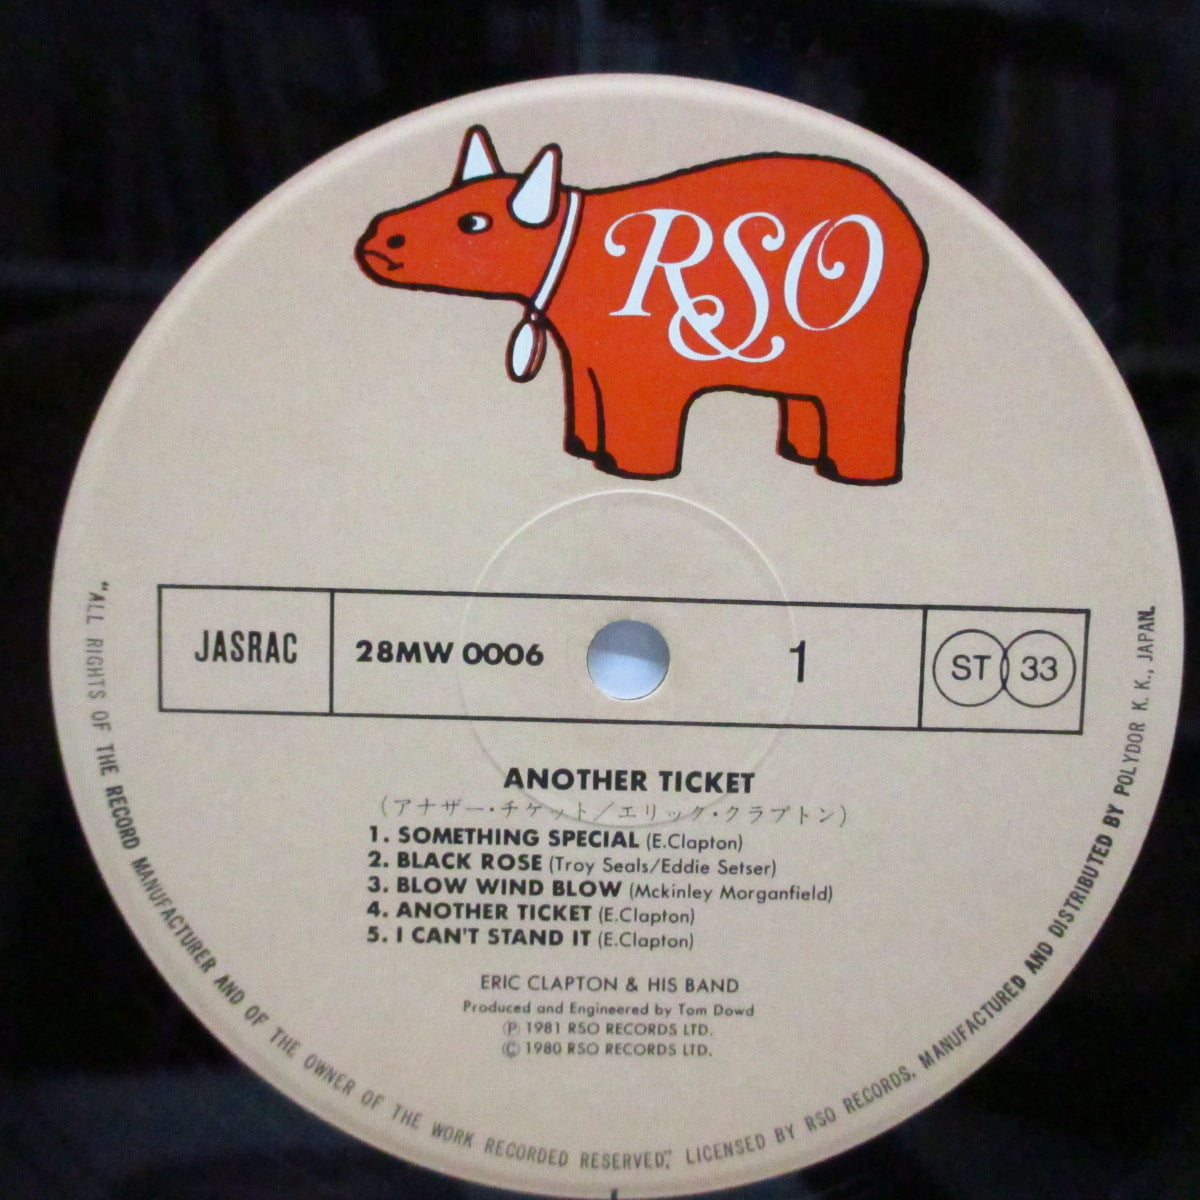 RSO
JASRAC
28MW 0006
1
ST 33
ANOTHER TICKET
(アナザー・チケット／エリック・クラプトン)
1. SOMETHING SPECIAL (E.Clapton)
2. BLACK ROSE (Troy Seals/Eddie Setser)
3. BLOW WIND BLOW (Mckinley Morganfield)
4. ANOTHER TICKET (E.Clapton)
5. I CAN'T STAND IT (E.Clapton)
ERIC CLAPTON & HIS BAND
Produced and Engineered by Tom Dowd
Ⓟ 1981 RSO RECORDS LTD.
Ⓒ 1980 RSO RECORDS LTD.
"ALL RIGHTS OF THE RECORD MANUFACTURER AND OF THE OWNER OF THE WORK RECORDED RESERVED," LICENSED BY RSO RECORDS. MANUFACTURED AND DISTRIBUTED BY POLYDOR K.K., JAPAN.